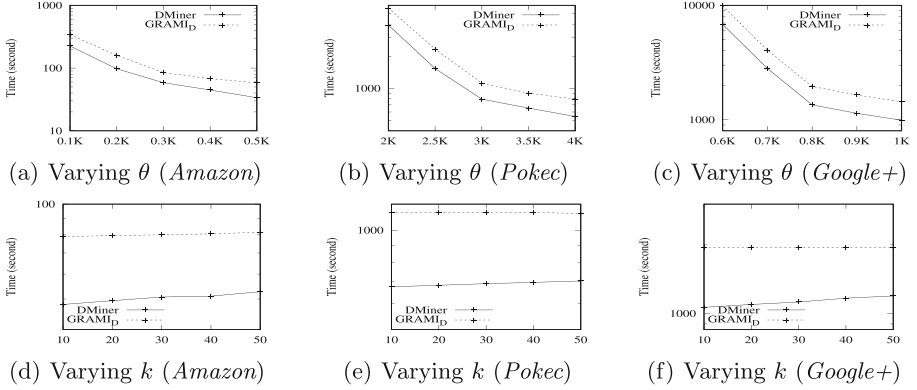 1000
100
10
Time (second)
DMiner
GRAMI_D
0.1K 0.2K 0.3K 0.4K 0.5K
(a) Varying θ (Amazon)
1000
Time (second)
DMiner
GRAMI_D
2K 2.5K 3K 3.5K 4K
(b) Varying θ (Pokec)
10000
1000
Time (second)
DMiner
GRAMI_D
0.6K 0.7K 0.8K 0.9K 1K
(c) Varying θ (Google+)
100
Time (second)
DMiner
GRAMI_D
10 20 30 40 50
(d) Varying k (Amazon)
1000
Time (second)
DMiner
GRAMI_D
10 20 30 40 50
(e) Varying k (Pokec)
1000
Time (second)
DMiner
GRAMI_D
10 20 30 40 50
(f) Varying k (Google+)